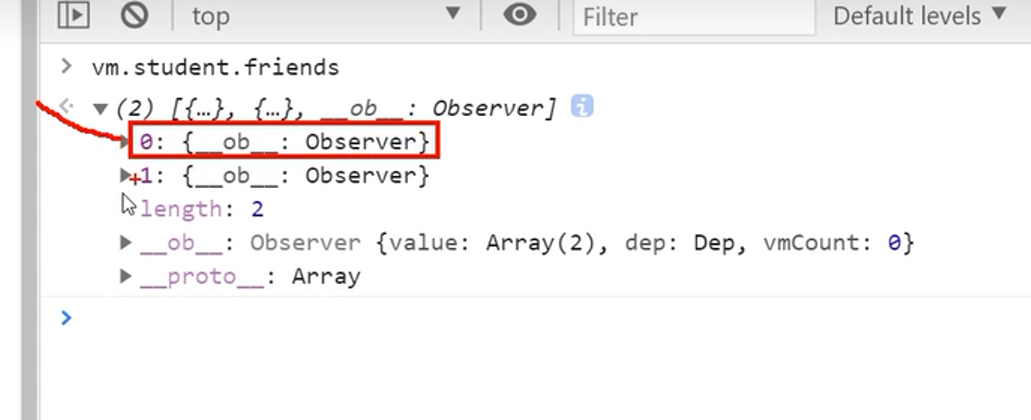 top Filter Default levels
vm.student.friends
(2) [{…}, {…}, __ob__: Observer]
0: {__ob__: Observer}
1: {__ob__: Observer}
length: 2
__ob__: Observer {value: Array(2), dep: Dep, vmCount: 0}
__proto__: Array